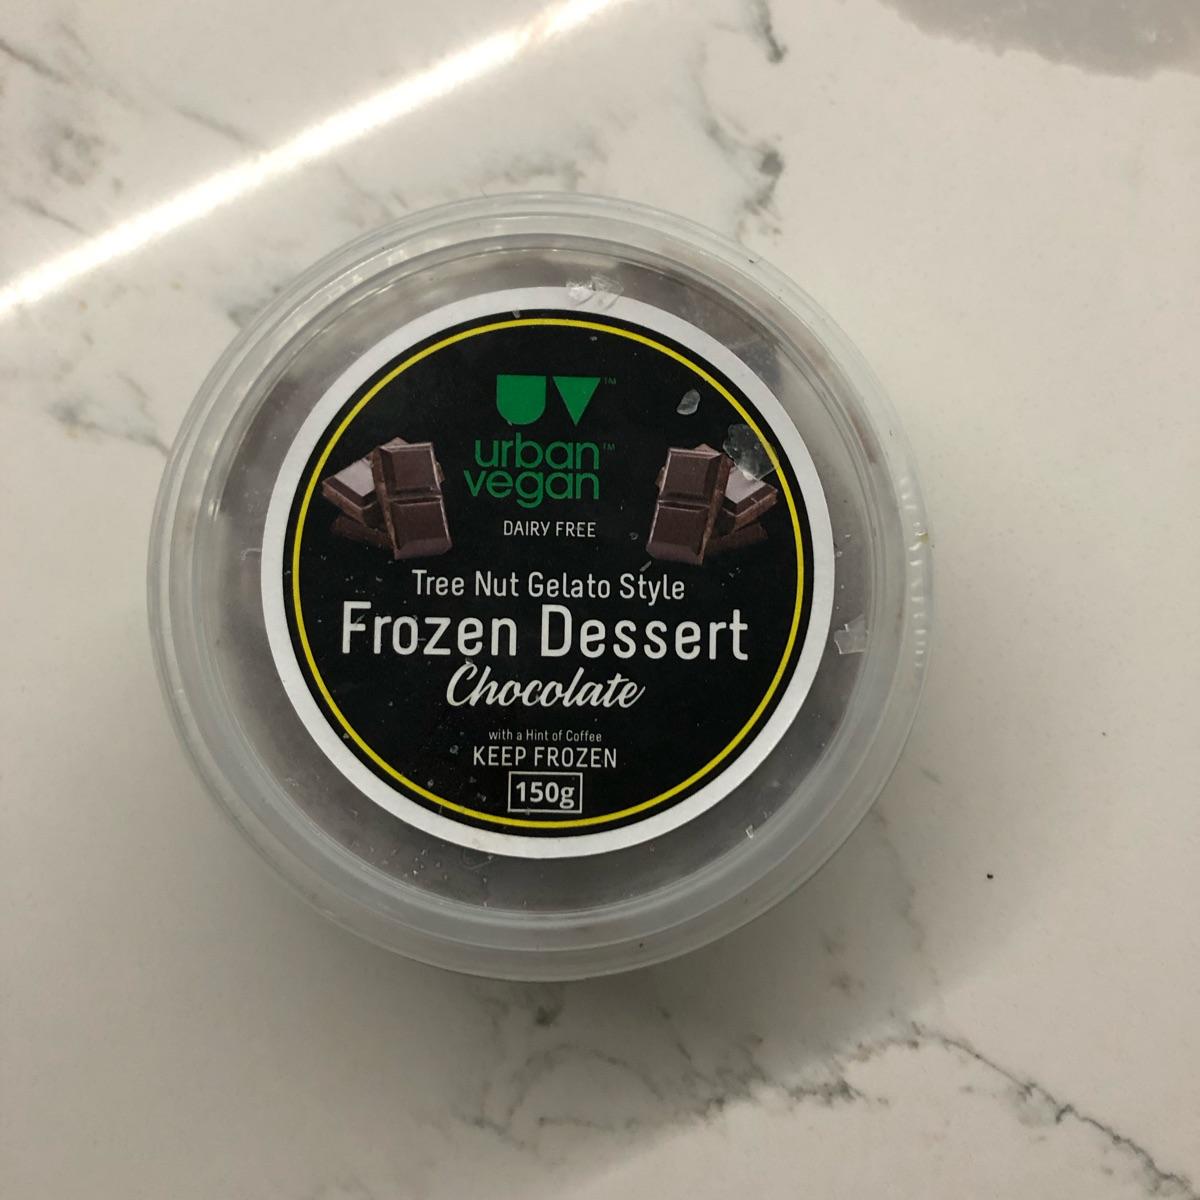 UV™
urban™
vegan
DAIRY FREE
Tree Nut Gelato Style
Frozen Dessert
Chocolate
with a Hint of Coffee
KEEP FROZEN
150g